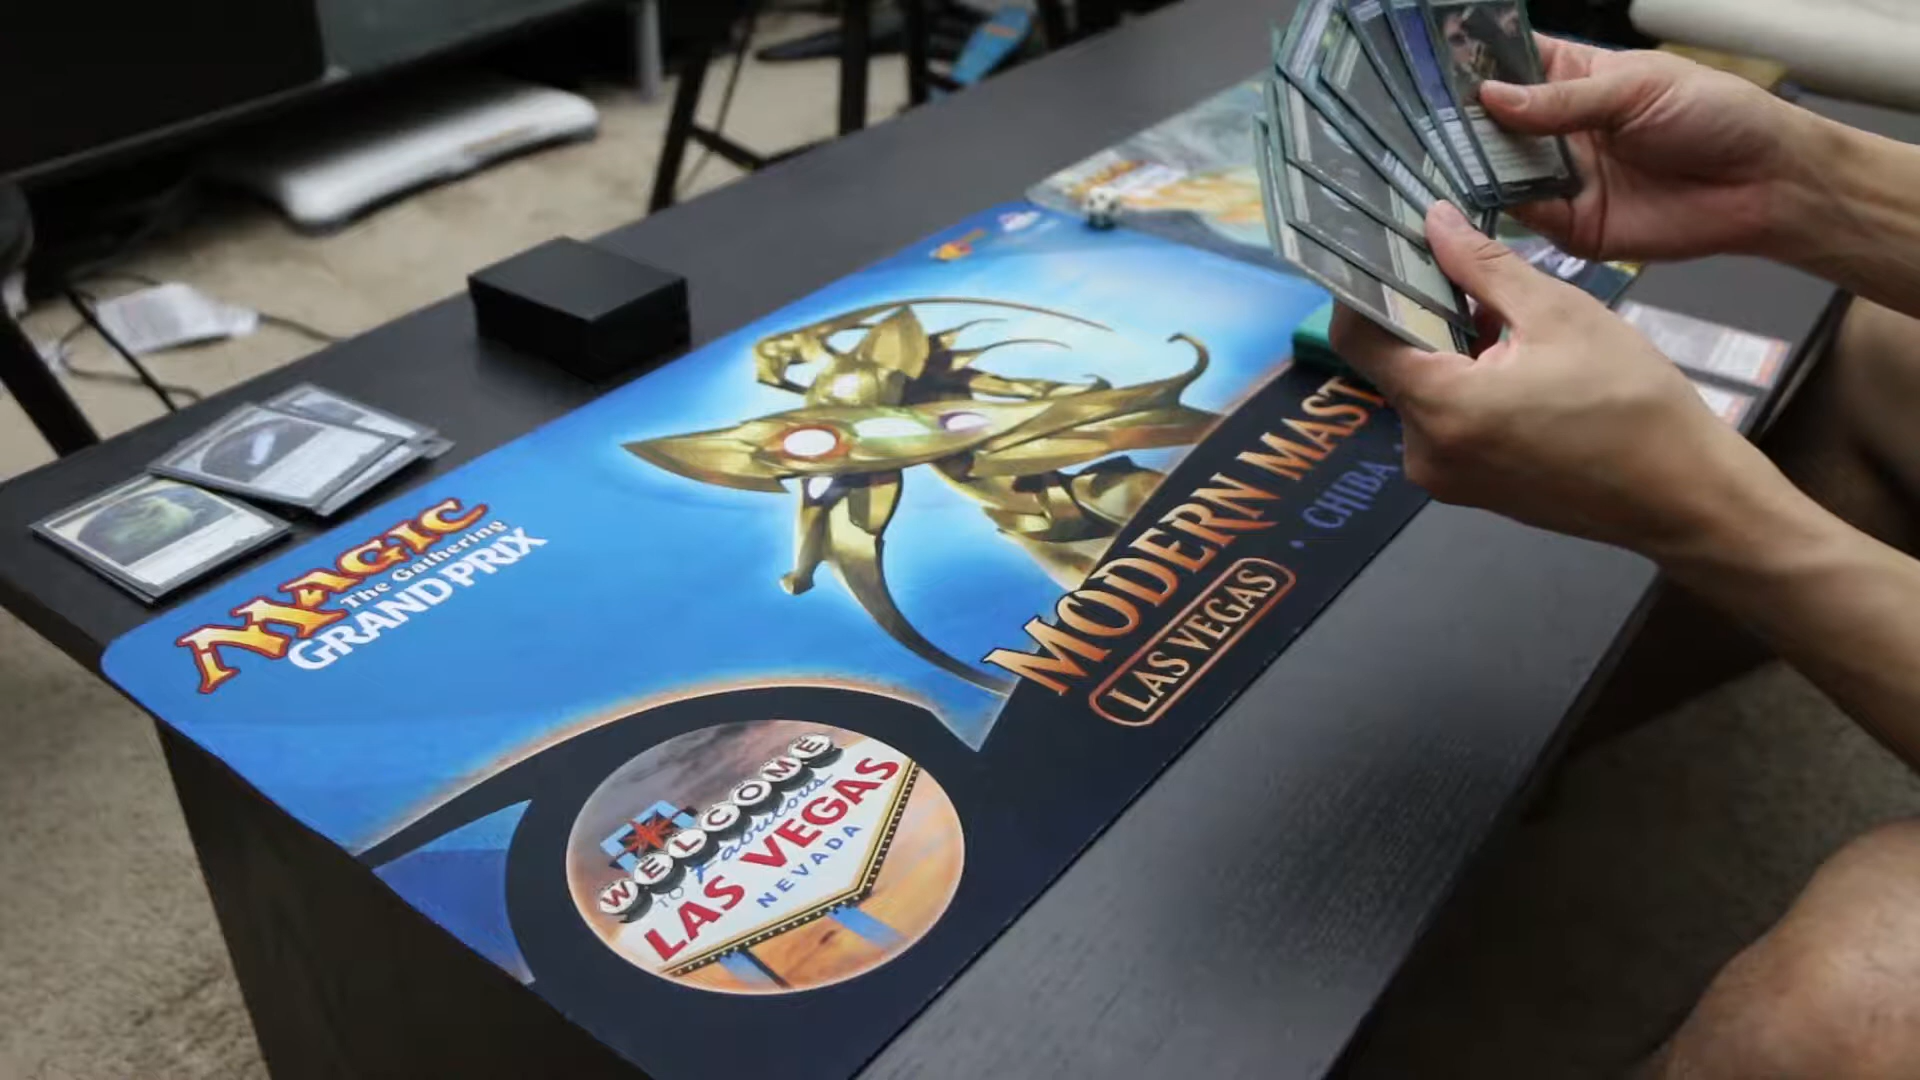 MAGIC
The Gathering
GRAND PRIX
MODERN MAST
LAS VEGAS
• CHIBA
WELCOME
TO Fabulous
LAS VEGAS
NEVADA